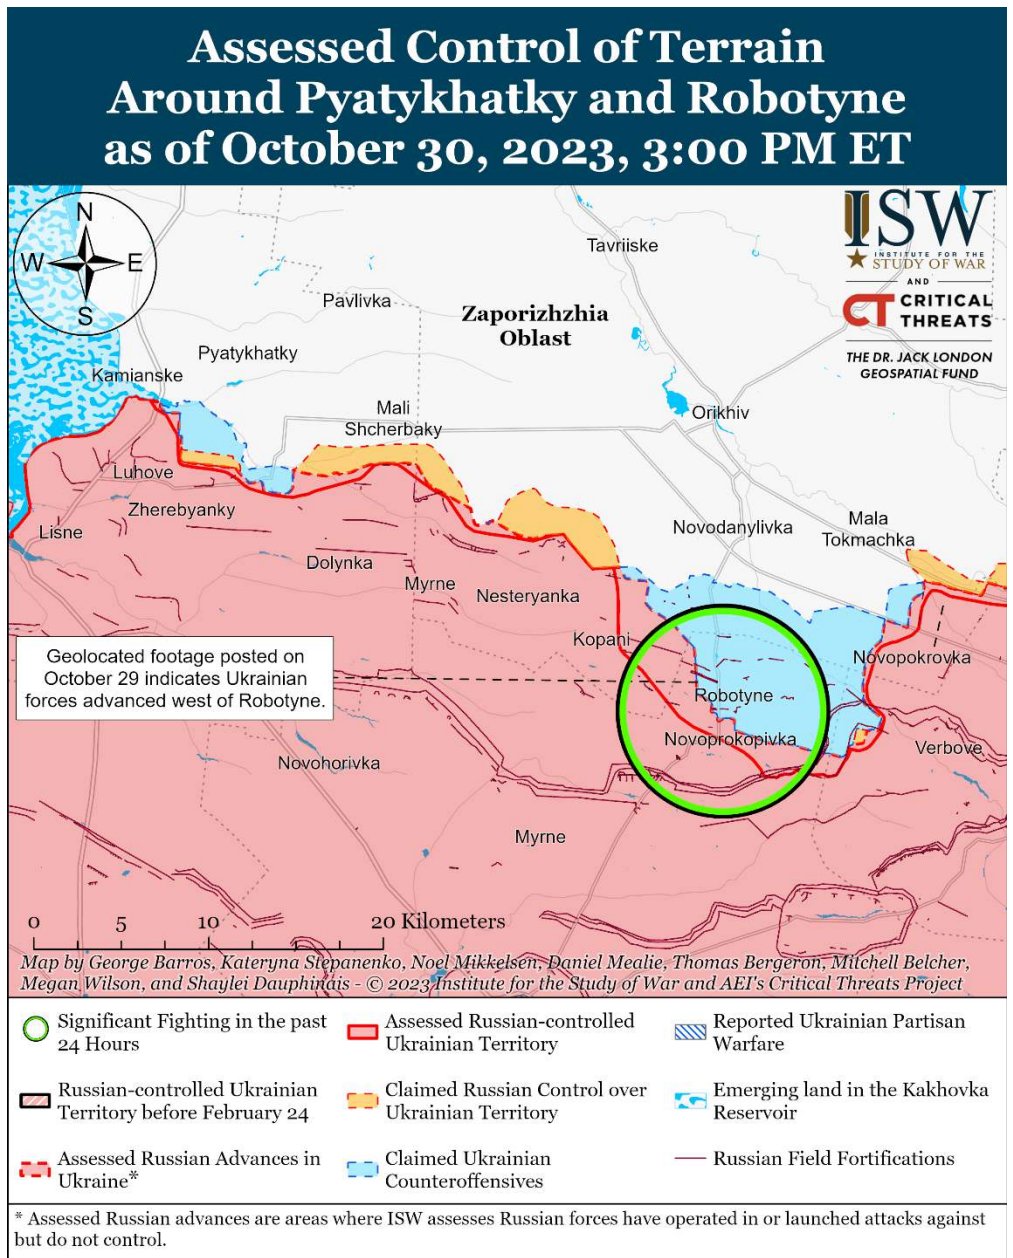 Assessed Control of Terrain
Around Pyatykhatky and Robotyne
as of October 30, 2023, 3:00 PM ET
N
W
E
S
ISW
INSTITUTE FOR THE
STUDY OF WAR
AND
CT CRITICAL
THREATS
THE DR. JACK LONDON
GEOSPATIAL FUND
Tavriiske
Pavlivka
Zaporizhzhia
Oblast
Pyatykhatky
Kamianske
Mali
Shcherbaky
Orikhiv
Luhove
Zherebyanky
Lisne
Novodanylivka
Mala
Tokmachka
Dolynka
Myrne
Nesteryanka
Kopani
Novopokrovka
Geolocated footage posted on
October 29 indicates Ukrainian
forces advanced west of Robotyne.
Robotyne
Novoprokopivka
Verbove
Novohorivka
Myrne
0 5 10 20 Kilometers
Map by George Barros, Kateryna Stepanenko, Noel Mikkelsen, Daniel Mealie, Thomas Bergeron, Mitchell Belcher,
Megan Wilson, and Shaylei Dauphinais - © 2023 Institute for the Study of War and AEI's Critical Threats Project
Significant Fighting in the past
24 Hours
Russian-controlled Ukrainian
Territory before February 24
Assessed Russian Advances in
Ukraine*
Assessed Russian-controlled
Ukrainian Territory
Claimed Russian Control over
Ukrainian Territory
Claimed Ukrainian
Counteroffensives
Reported Ukrainian Partisan
Warfare
Emerging land in the Kakhovka
Reservoir
Russian Field Fortifications
* Assessed Russian advances are areas where ISW assesses Russian forces have operated in or launched attacks against
but do not control.